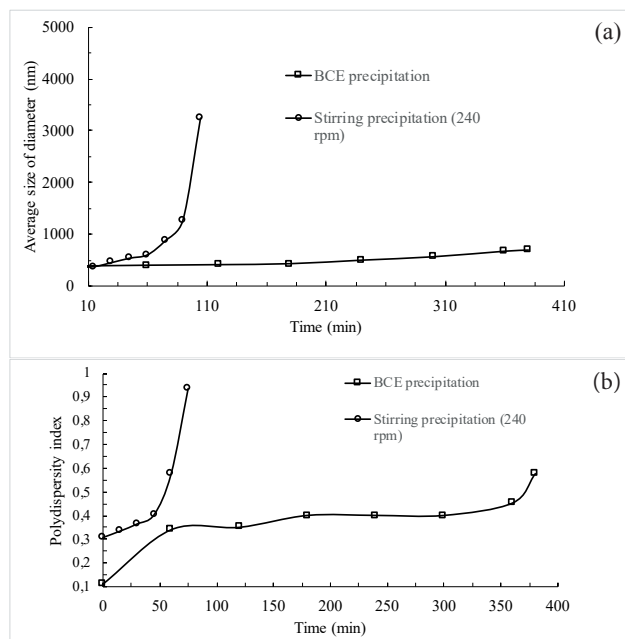 (a)
5000
4000
3000
2000
1000
0
Average size of diameter (nm)
BCE precipitation
Stirring precipitation (240
rpm)
10
110
210
310
410
Time (min)
(b)
1
0,9
0,8
0,7
0,6
0,5
0,4
0,3
0,2
0,1
Polydispersity index
BCE precipitation
Stirring precipitation (240
rpm)
0
50
100
150
200
250
300
350
400
Time (min)